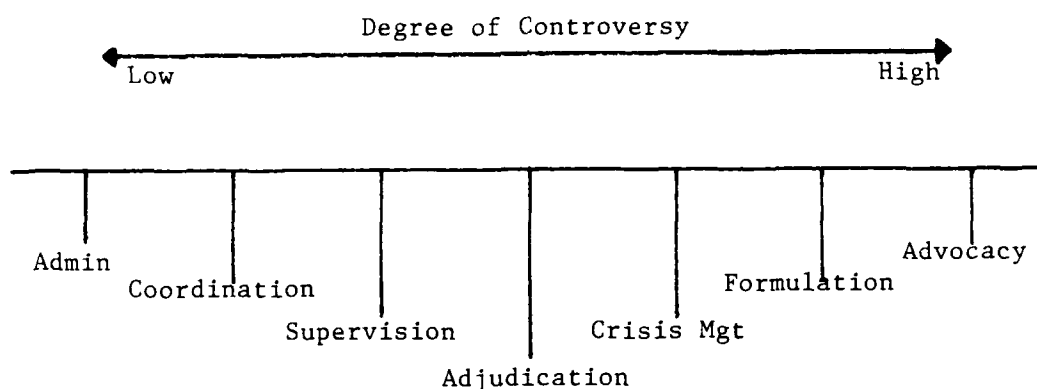 Degree of Controversy
Low
High
Admin
Coordination
Supervision
Adjudication
Crisis Mgt
Formulation
Advocacy